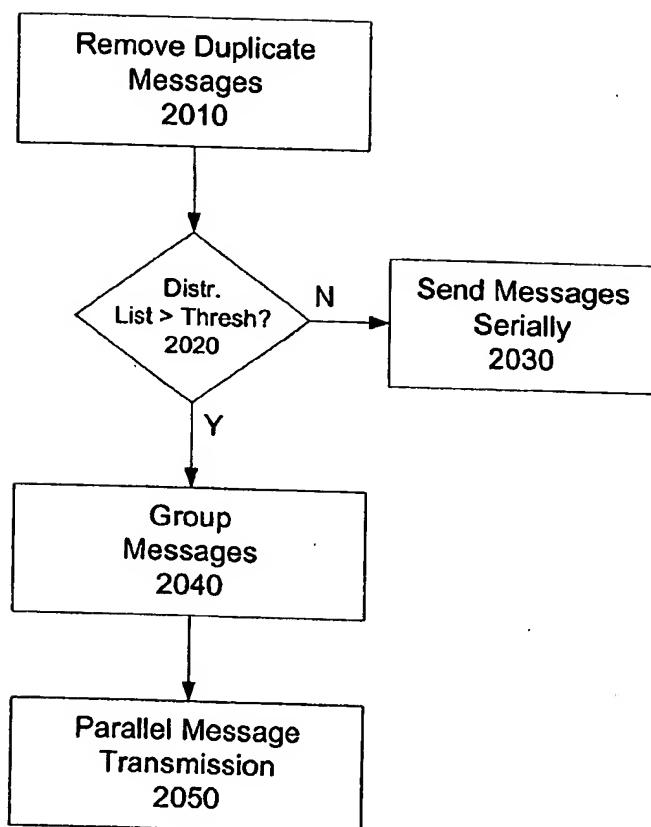 Remove Duplicate
Messages
2010
Distr.
List > Thresh?
2020
N
Send Messages
Serially
2030
Y
Group
Messages
2040
Parallel Message
Transmission
2050